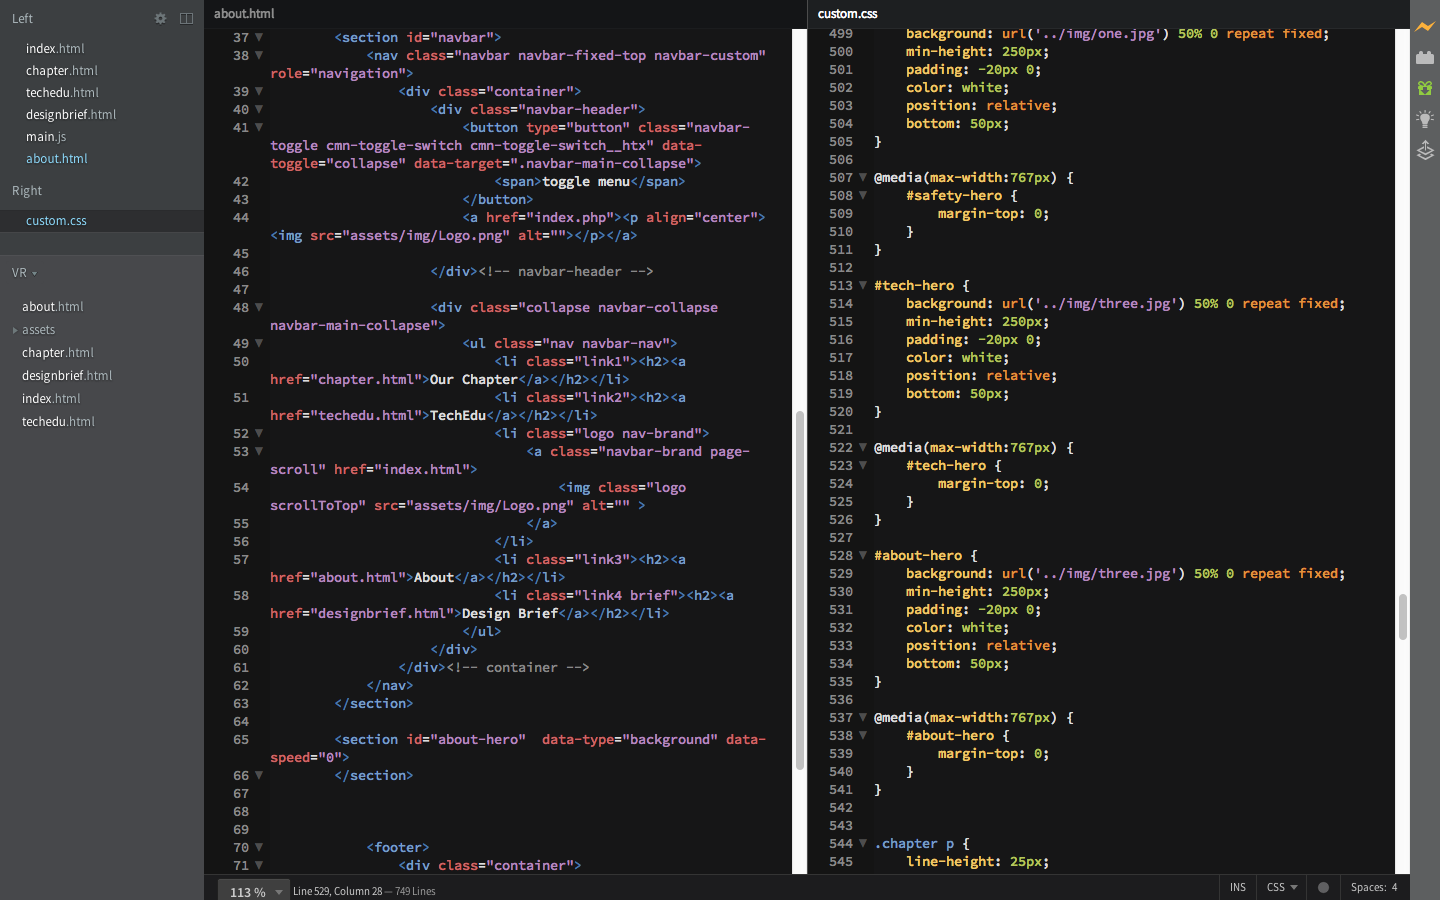 Left
index.html
chapter.html
techedu.html
designbrief.html
main.js
about.html
Right
custom.css
VR
about.html
assets
chapter.html
designbrief.html
index.html
techedu.html
about.html
37 <section id="navbar">
38 <nav class="navbar navbar-fixed-top navbar-custom"
role="navigation">
39 <div class="container">
40 <div class="navbar-header">
41 <button type="button" class="navbar-
toggle cmn-toggle-switch cmn-toggle-switch__htx" data-
toggle="collapse" data-target=".navbar-main-collapse">
42 <span>toggle menu</span>
43 </button>
44 <a href="index.php"><p align="center">
<img src="assets/img/Logo.png" alt=""></p></a>
45
46 </div><!-- navbar-header -->
47
48 <div class="collapse navbar-collapse
navbar-main-collapse">
49 <ul class="nav navbar-nav">
50 <li class="link1"><h2><a
href="chapter.html">Our Chapter</a></h2></li>
51 <li class="link2"><h2><a
href="techedu.html">TechEdu</a></h2></li>
52 <li class="logo nav-brand">
53 <a class="navbar-brand page-
scroll" href="index.html">
54 <img class="logo
scrollToTop" src="assets/img/Logo.png" alt="" >
55 </a>
56 </li>
57 <li class="link3"><h2><a
href="about.html">About</a></h2></li>
58 <li class="link4 brief"><h2><a
href="designbrief.html">Design Brief</a></h2></li>
59 </ul>
60 </div>
61 </div><!-- container -->
62 </nav>
63 </section>
64
65 <section id="about-hero"  data-type="background" data-
speed="0">
66 </section>
67
68
69
70 <footer>
71 <div class="container">
custom.css
499 background: url('../img/one.jpg') 50% 0 repeat fixed;
500 min-height: 250px;
501 padding: -20px 0;
502 color: white;
503 position: relative;
504 bottom: 50px;
505 }
506
507 @media(max-width:767px) {
508 #safety-hero {
509 margin-top: 0;
510 }
511 }
512
513 #tech-hero {
514 background: url('../img/three.jpg') 50% 0 repeat fixed;
515 min-height: 250px;
516 padding: -20px 0;
517 color: white;
518 position: relative;
519 bottom: 50px;
520 }
521
522 @media(max-width:767px) {
523 #tech-hero {
524 margin-top: 0;
525 }
526 }
527
528 #about-hero {
529 background: url('../img/three.jpg') 50% 0 repeat fixed;
530 min-height: 250px;
531 padding: -20px 0;
532 color: white;
533 position: relative;
534 bottom: 50px;
535 }
536
537 @media(max-width:767px) {
538 #about-hero {
539 margin-top: 0;
540 }
541 }
542
543
544 .chapter p {
545 line-height: 25px;
113 % Line 529, Column 28 — 749 Lines INS CSS Spaces: 4